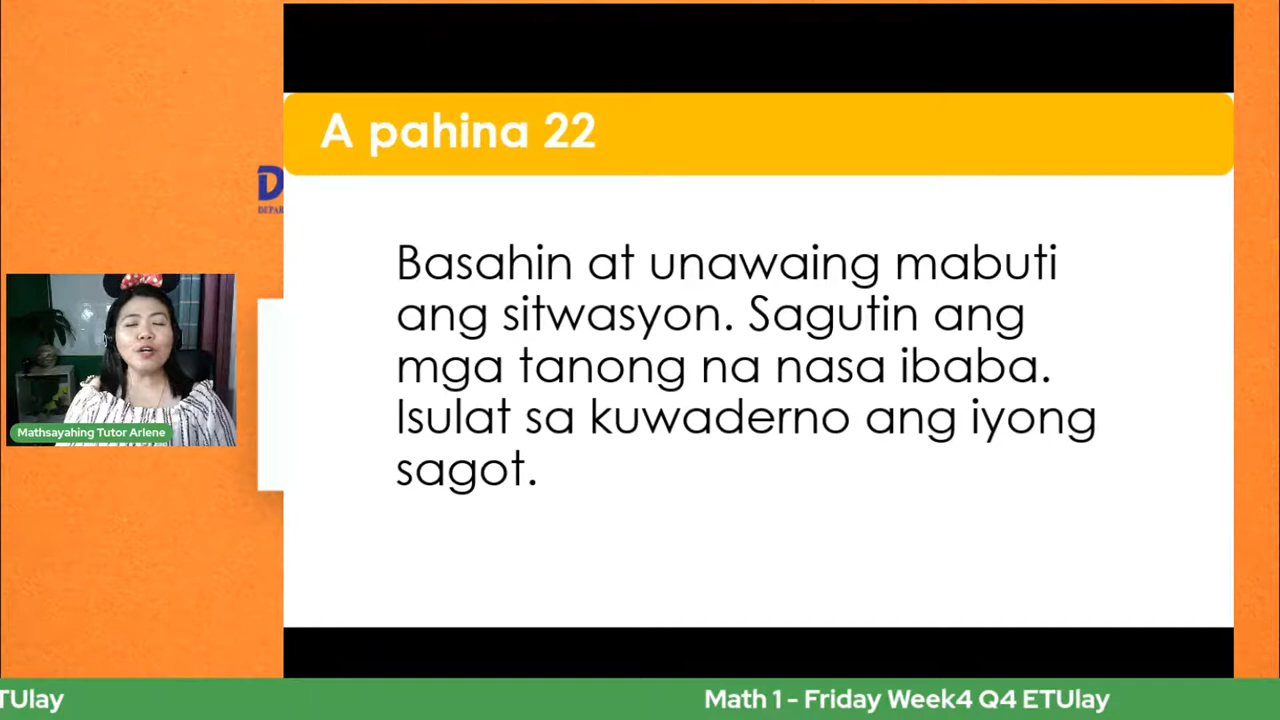 A pahina 22
Basahin at unawaing mabuti
ang sitwasyon. Sagutin ang
mga tanong na nasa ibaba.
Isulat sa kuwaderno ang iyong
sagot.
Mathsayahing Tutor Arlene
TUlay
Math 1 - Friday Week4 Q4 ETUlay